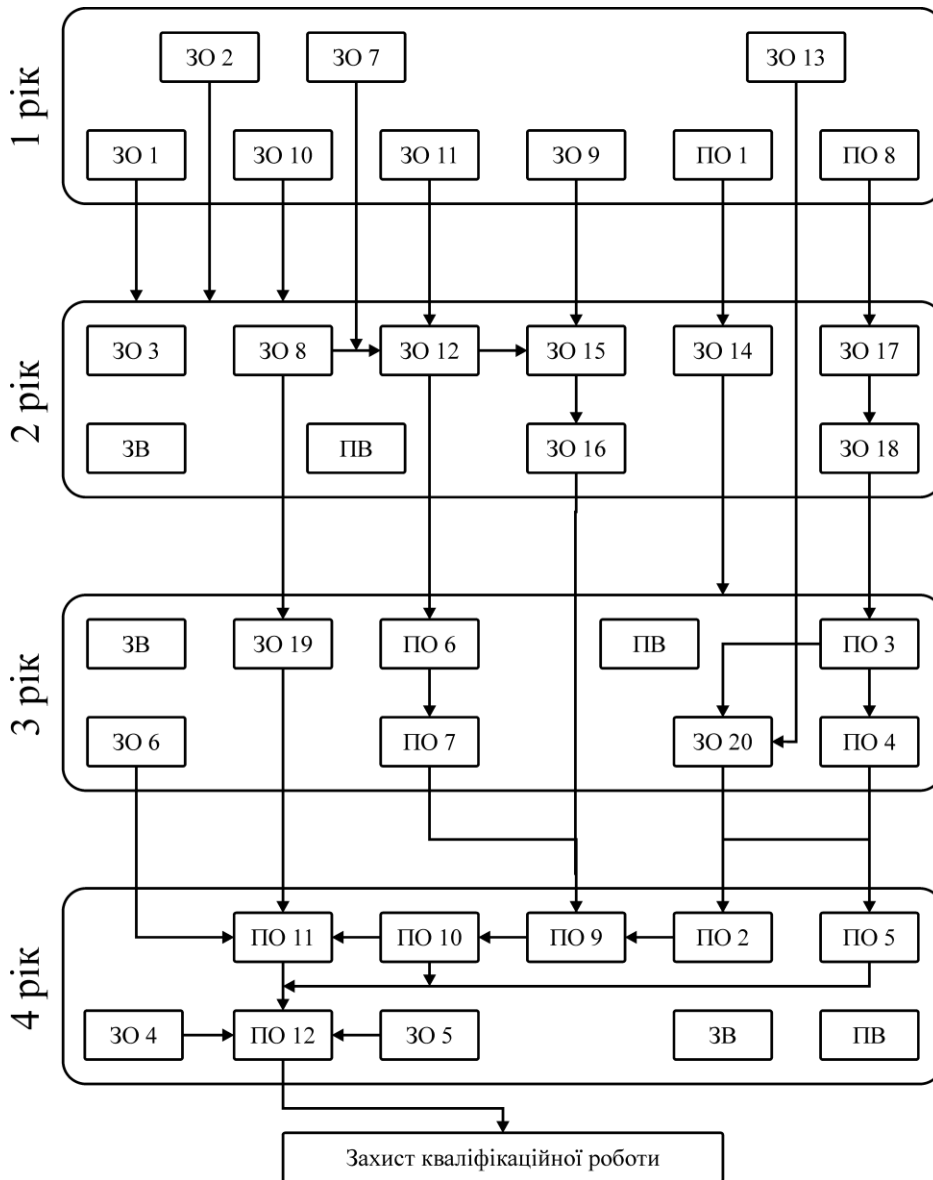 1 рік
ЗО 2
ЗО 7
ЗО 13
ЗО 1
ЗО 10
ЗО 11
ЗО 9
ПО 1
ПО 8
2 рік
ЗО 3
ЗО 8
ЗО 12
ЗО 15
ЗО 14
ЗО 17
ЗВ
ПВ
ЗО 16
ЗО 18
3 рік
ЗВ
ЗО 19
ПО 6
ПВ
ПО 3
ЗО 6
ПО 7
ЗО 20
ПО 4
4 рік
ПО 11
ПО 10
ПО 9
ПО 2
ПО 5
ЗО 4
ПО 12
ЗО 5
ЗВ
ПВ
Захист кваліфікаційної роботи